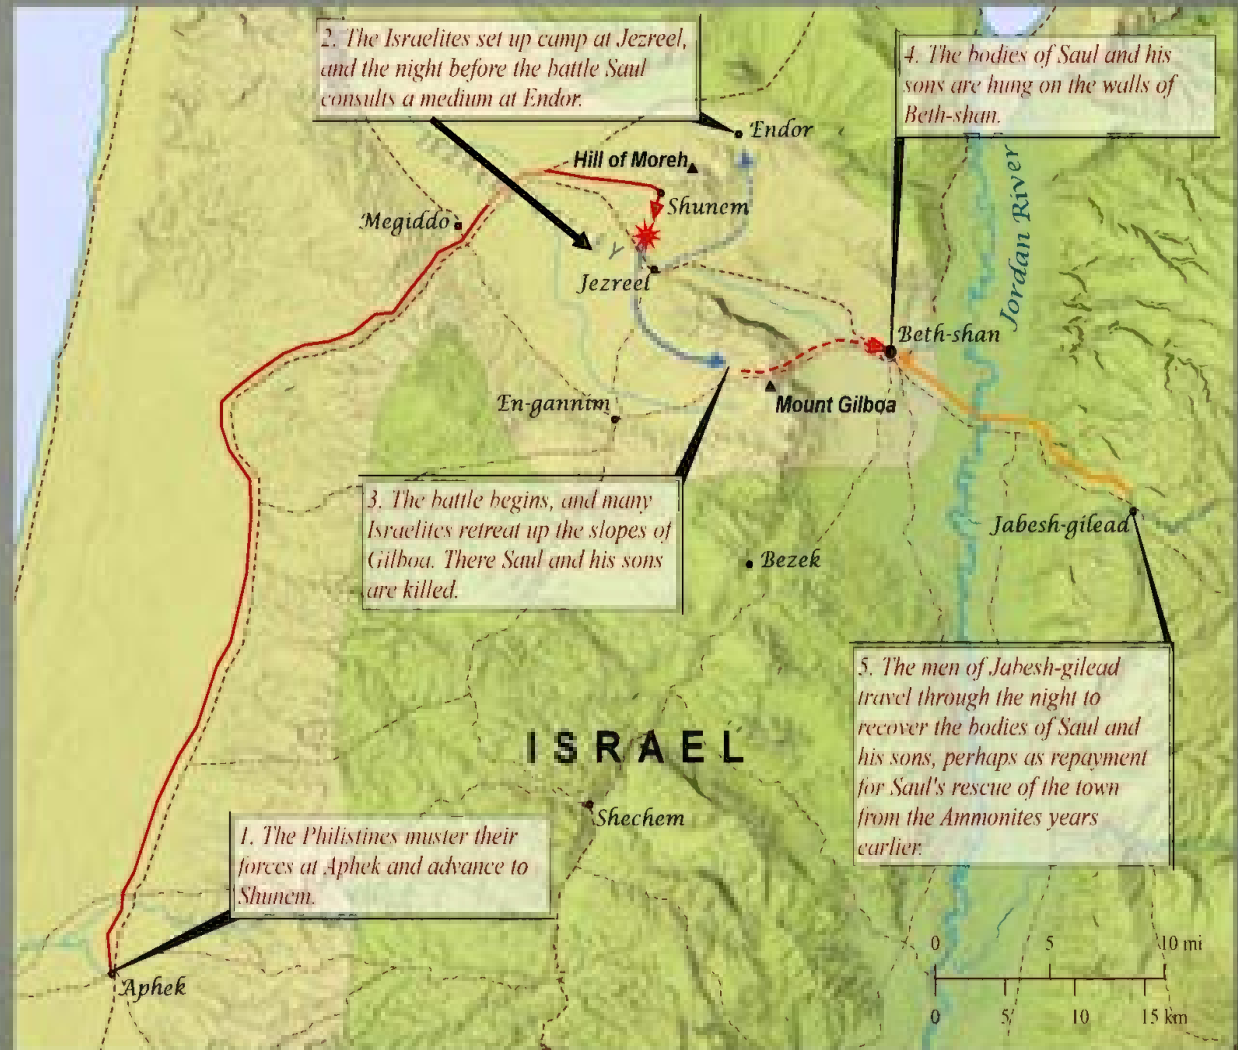 2. The Israelites set up camp at Jezreel,
and the night before the battle Saul
consults a medium at Endor.
4. The bodies of Saul and his
sons are hung on the walls of
Beth-shan.
Endor
Hill of Moreh
Shunem
Megiddo
Jezreel
Jordan River
Beth-shan
En-gannim
Mount Gilboa
3. The battle begins, and many
Israelites retreat up the slopes of
Gilboa. There Saul and his sons
are killed.
Jabesh-gilead
Bezek
5. The men of Jabesh-gilead
travel through the night to
recover the bodies of Saul and
his sons, perhaps as repayment
for Saul's rescue of the town
from the Ammonites years
earlier.
ISRAEL
Shechem
1. The Philistines muster their
forces at Aphek and advance to
Shunem.
Aphek
0 5 10 mi
0 5 10 15 km